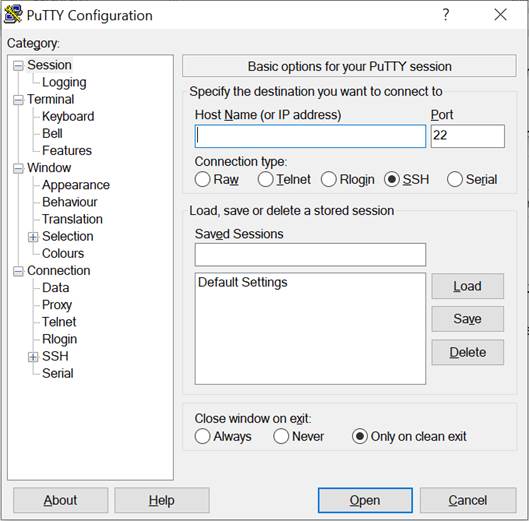 PuTTY Configuration
Category:
Session
Logging
Terminal
Keyboard
Bell
Features
Window
Appearance
Behaviour
Translation
Selection
Colours
Connection
Data
Proxy
Telnet
Rlogin
SSH
Serial
Basic options for your PuTTY session
Specify the destination you want to connect to
Host Name (or IP address) Port
22
Connection type:
Raw Telnet Rlogin SSH Serial
Load, save or delete a stored session
Saved Sessions
Default Settings
Load
Save
Delete
Close window on exit:
Always Never Only on clean exit
About Help Open Cancel